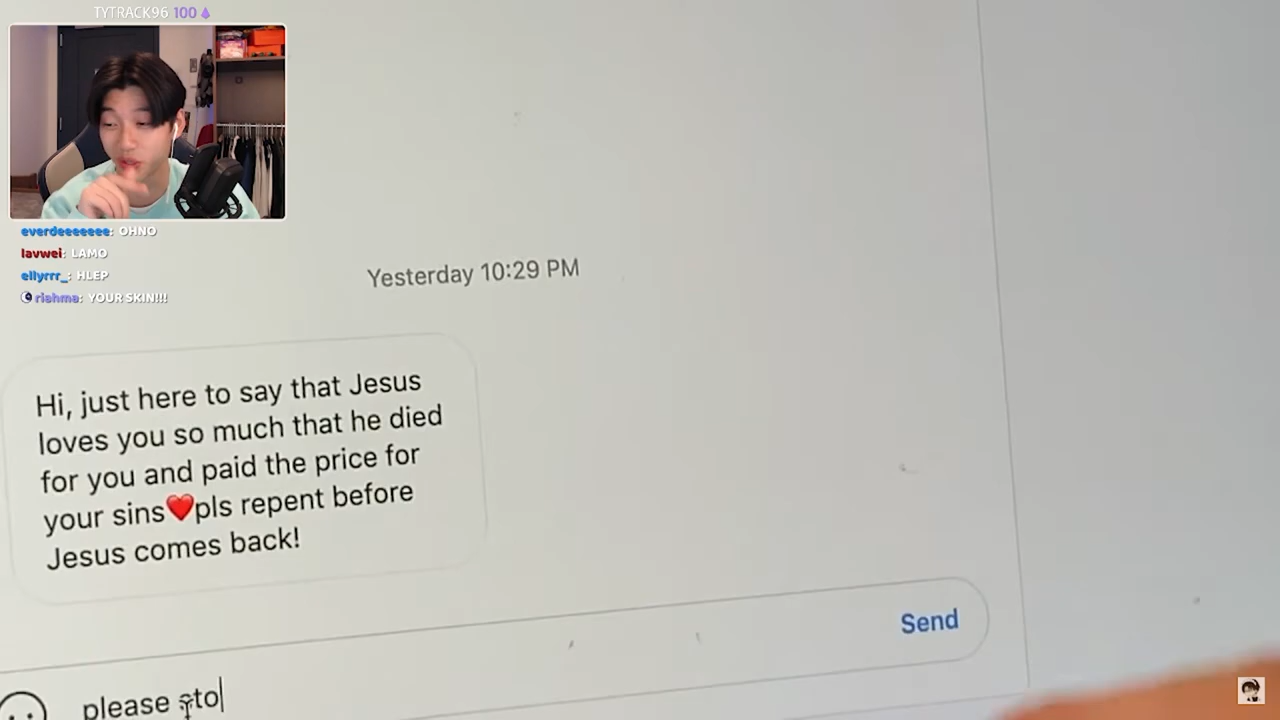 TYTRACK96 100
everdeeeeeee: OHNO
lavwei: LAMO
ellyrrr_: HLEP
riahma: YOUR SKIN!!!
Yesterday 10:29 PM
Hi, just here to say that Jesus
loves you so much that he died
for you and paid the price for
your sins❤️pls repent before
Jesus comes back!
Send
please sto